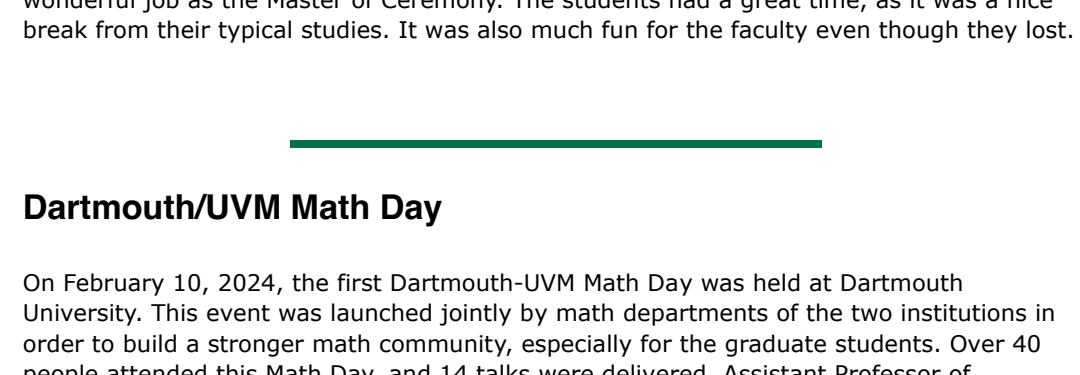 wonderful job as the Master of Ceremony. The students had a great time, as it was a nice
break from their typical studies. It was also much fun for the faculty even though they lost.
Dartmouth/UVM Math Day
On February 10, 2024, the first Dartmouth-UVM Math Day was held at Dartmouth
University. This event was launched jointly by math departments of the two institutions in
order to build a stronger math community, especially for the graduate students. Over 40
people attended this Math Day, and 14 talks were delivered. Assistant Professor of